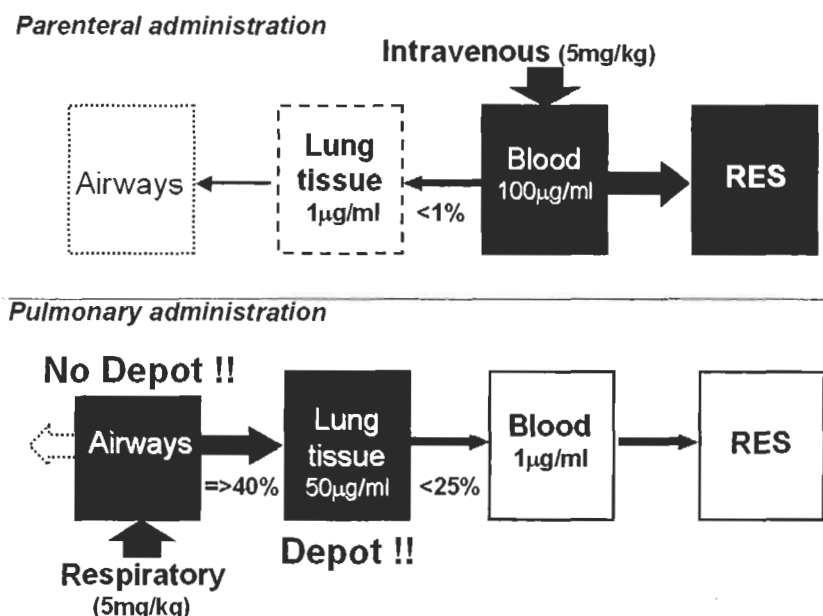 Parenteral administration
Intravenous (5mg/kg)
Airways
Lung
tissue
1µg/ml
<1%
Blood
100µg/ml
RES
Pulmonary administration
No Depot !!
Airways
=>40%
Lung
tissue
50µg/ml
<25%
Blood
1µg/ml
RES
Depot !!
Respiratory
(5mg/kg)